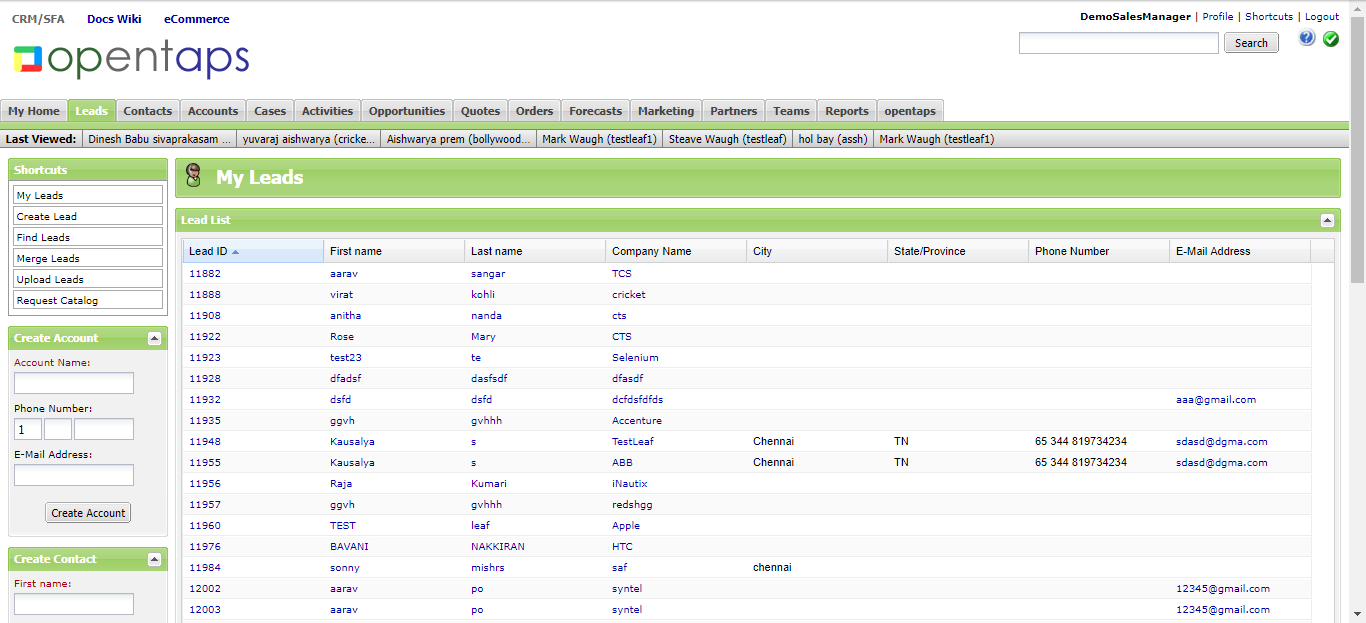 CRM/SFA Docs Wiki eCommerce
DemoSalesManager | Profile | Shortcuts | Logout
opentaps
Search
My Home Leads Contacts Accounts Cases Activities Opportunities Quotes Orders Forecasts Marketing Partners Teams Reports opentaps
Last Viewed: Dinesh Babu sivaprakasam ... yuvaraj aishwarya (cricke... Aishwarya prem (bollywood... Mark Waugh (testleaf1) Steave Waugh (testleaf) hol bay (assh) Mark Waugh (testleaf1)
Shortcuts
My Leads
Create Lead
Find Leads
Merge Leads
Upload Leads
Request Catalog
Create Account
Account Name:
Phone Number:
1
E-Mail Address:
Create Account
Create Contact
First name:
My Leads
Lead List
Lead ID First name Last name Company Name City State/Province Phone Number E-Mail Address
11882 aarav sangar TCS
11888 virat kohli cricket
11908 anitha nanda cts
11922 Rose Mary CTS
11923 test23 te Selenium
11928 dfadsf dasfsdf dfasdf
11932 dsfd dsfd dcfdsfdfds aaa@gmail.com
11935 ggvh gvhhh Accenture
11948 Kausalya s TestLeaf Chennai TN 65 344 819734234 sdasd@dgma.com
11955 Kausalya s ABB Chennai TN 65 344 819734234 sdasd@dgma.com
11956 Raja Kumari iNautix
11957 ggvh gvhhh redshgg
11960 TEST leaf Apple
11976 BAVANI NAKKIRAN HTC
11984 sonny mishrs saf chennai
12002 aarav po syntel 12345@gmail.com
12003 aarav po syntel 12345@gmail.com